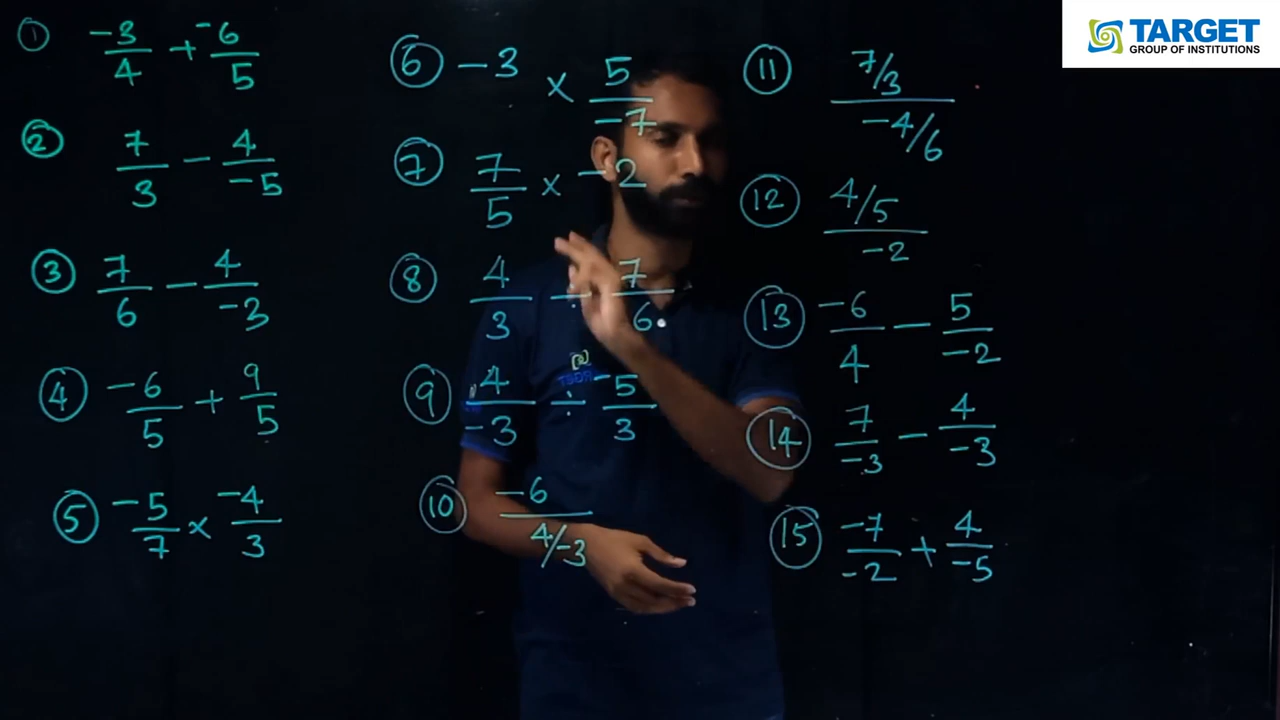 TARGET
GROUP OF INSTITUTIONS
① -3/4 + -6/5
② 7/3 - 4/-5
③ 7/6 - 4/-3
④ -6/5 + 9/5
⑤ -5/7 × -4/3
⑥ -3 × 5/-7
⑦ 7/5 × -2
⑧ 4/3 ÷ 7/6
⑨ 4/-3 ÷ -5/3
⑩ -6/(4/-3)
⑪ (7/3)/(-4/6)
⑫ (4/5)/-2
⑬ -6/4 - 5/-2
⑭ 7/-3 - 4/-3
⑮ -7/-2 + 4/-5